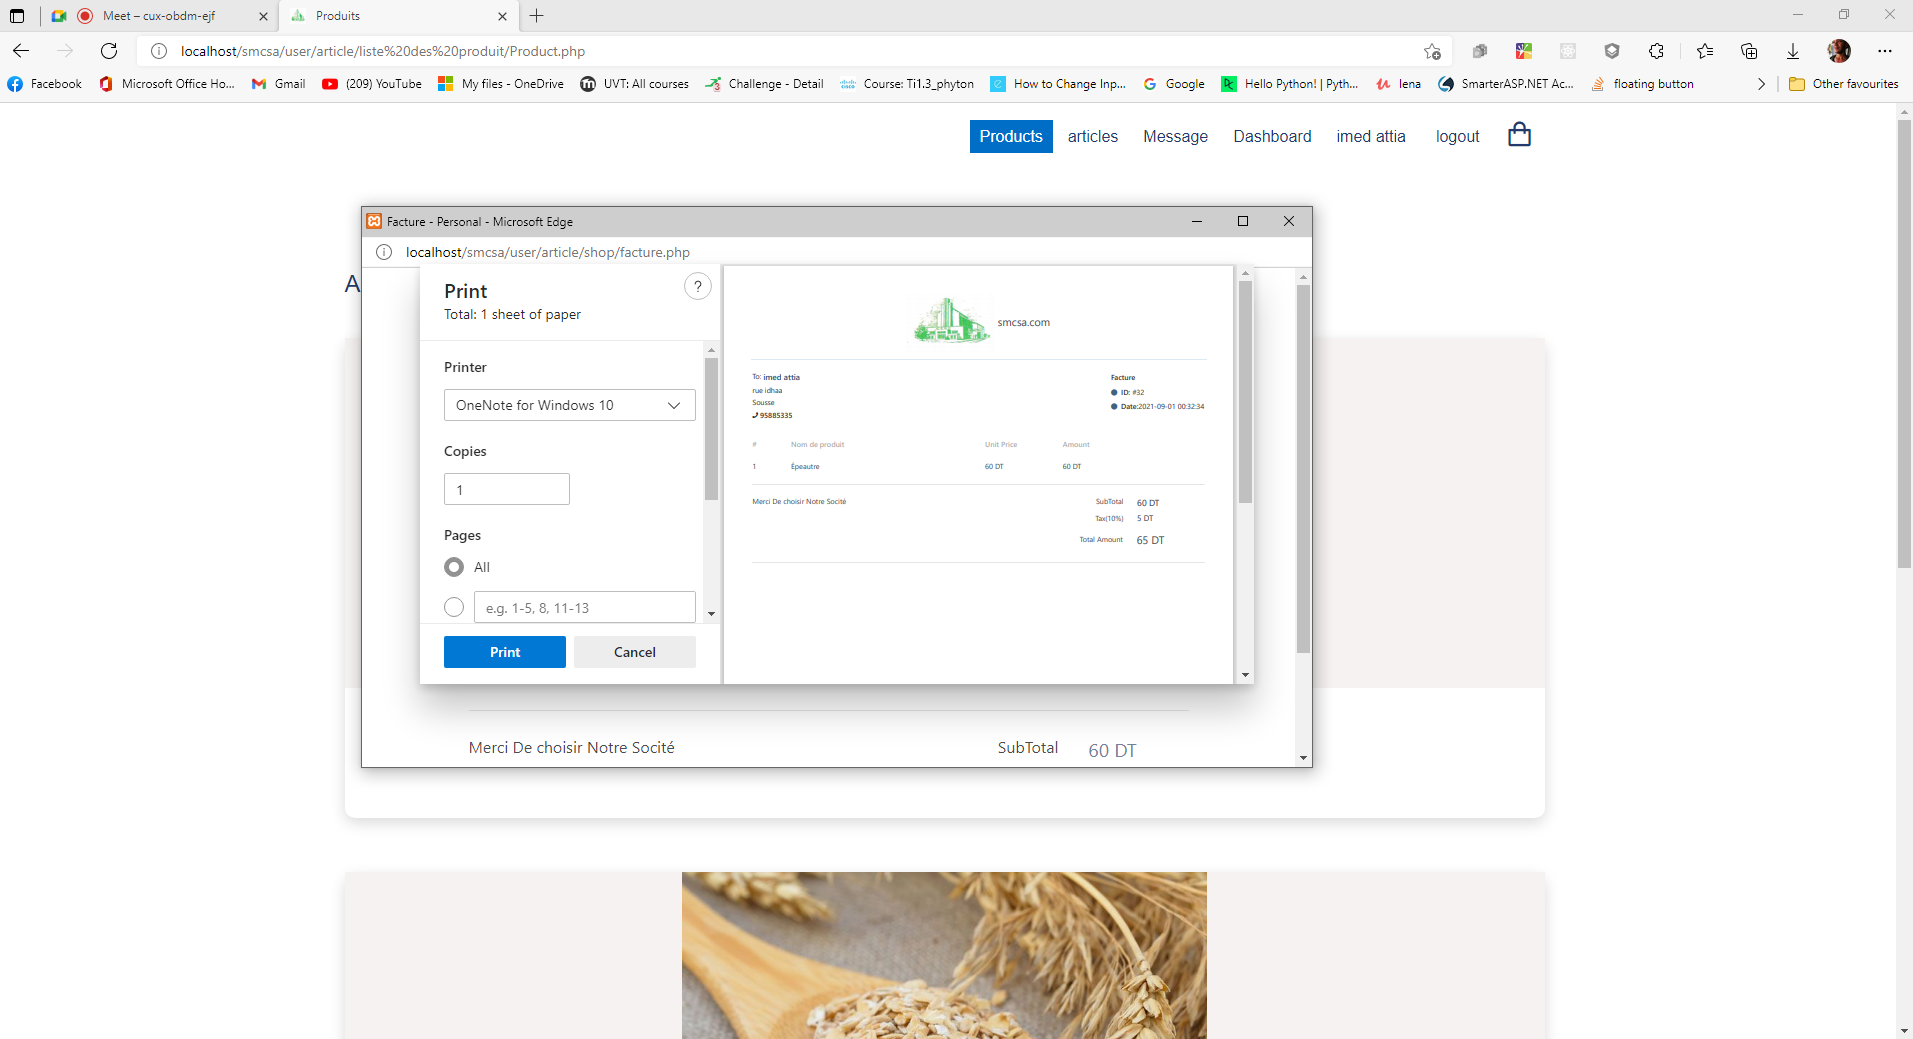 Meet – cux-obdm-ejf
Produits
localhost/smcsa/user/article/liste%20des%20produit/Product.php
Facebook Microsoft Office Ho... Gmail (209) YouTube My files - OneDrive UVT: All courses Challenge - Detail Course: Ti1.3_phyton How to Change Inp... Google Hello Python! | Pyth... Iena SmarterASP.NET Ac... floating button Other favourites
Products articles Message Dashboard imed attia logout
A
Facture - Personal - Microsoft Edge
localhost/smcsa/user/article/shop/facture.php
Print
Total: 1 sheet of paper
?
Printer
OneNote for Windows 10
Copies
1
Pages
All
e.g. 1-5, 8, 11-13
Print Cancel
smcsa.com
To: imed attia
rue idhaa
Sousse
95885335
Facture
ID: #32
Date:2021-09-01 00:32:34
# Nom de produit Unit Price Amount
1 Épeautre 60 DT 60 DT
Merci De choisir Notre Socité
SubTotal 60 DT
Tax(10%) 5 DT
Total Amount 65 DT
Merci De choisir Notre Socité SubTotal 60 DT